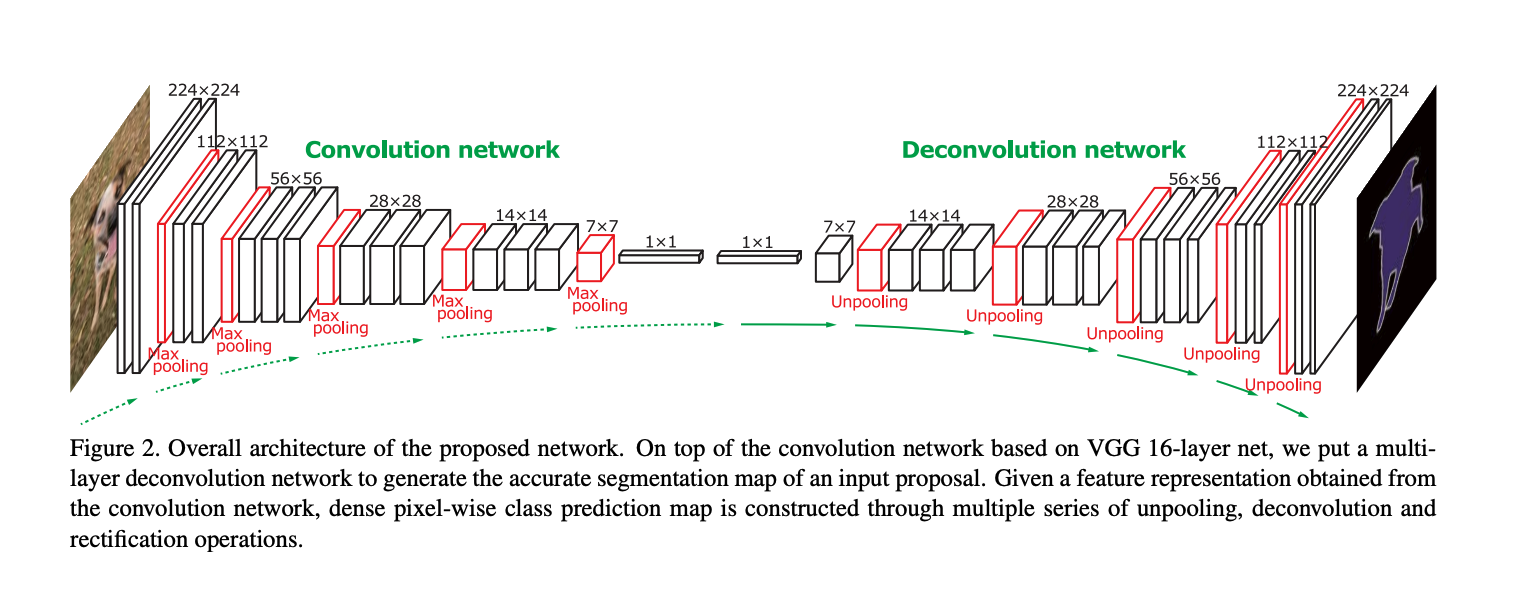 224×224
112×112
56×56
28×28
14×14
7×7
1×1
1×1
7×7
14×14
28×28
56×56
112×112
224×224
Convolution network
Deconvolution network
Max
pooling
Max
pooling
Max
pooling
Max
pooling
Max
pooling
Unpooling
Unpooling
Unpooling
Unpooling
Unpooling
Figure 2. Overall architecture of the proposed network. On top of the convolution network based on VGG 16-layer net, we put a multi-
layer deconvolution network to generate the accurate segmentation map of an input proposal. Given a feature representation obtained from
the convolution network, dense pixel-wise class prediction map is constructed through multiple series of unpooling, deconvolution and
rectification operations.